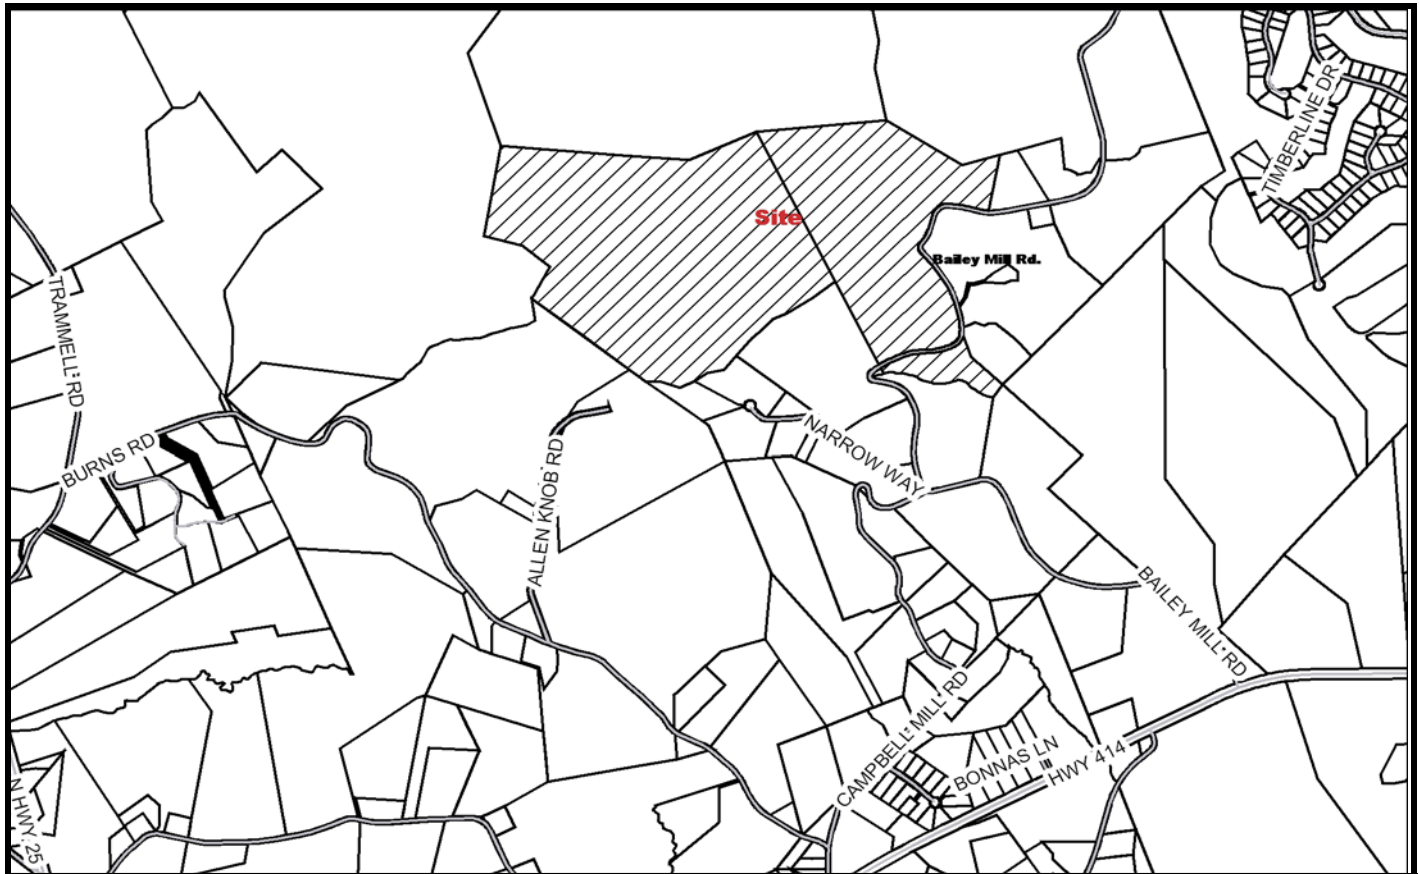 TIMBERLINE DR
Site
Bailey Mill Rd.
TRAMMELL RD
BURNS RD
NARROW WAY
ALLEN KNOB RD
BAILEY MILL RD
CAMPBELL MILL RD
BONNAS LN
HWY 414
N HWY 25